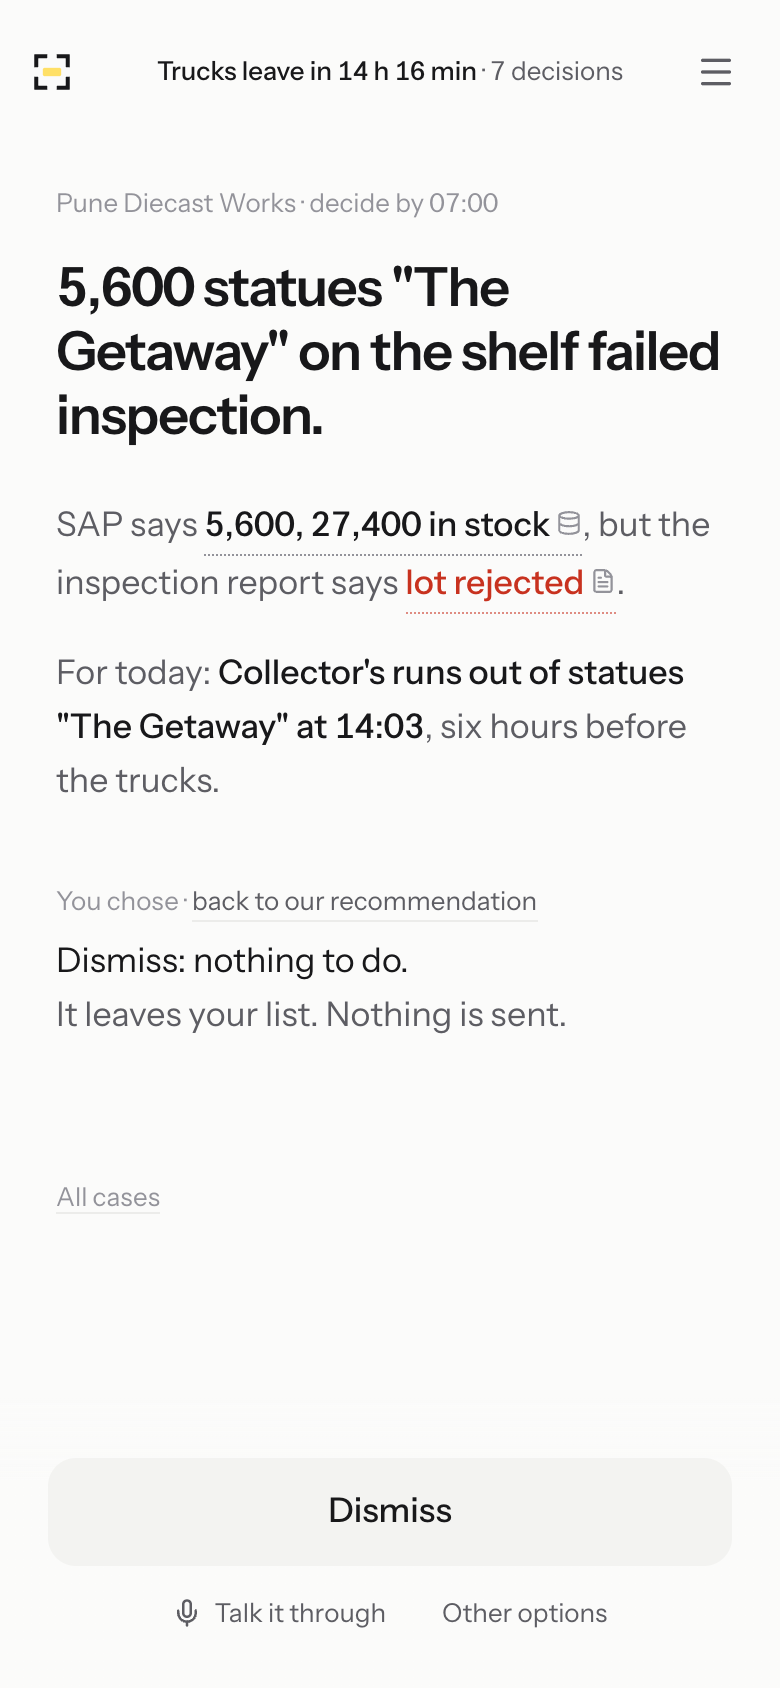 Trucks leave in 14 h 16 min · 7 decisions
Pune Diecast Works · decide by 07:00
5,600 statues "The
Getaway" on the shelf failed
inspection.
SAP says 5,600, 27,400 in stock, but the
inspection report says lot rejected.
For today: Collector's runs out of statues
"The Getaway" at 14:03, six hours before
the trucks.
You chose · back to our recommendation
Dismiss: nothing to do.
It leaves your list. Nothing is sent.
All cases
Dismiss
Talk it through Other options